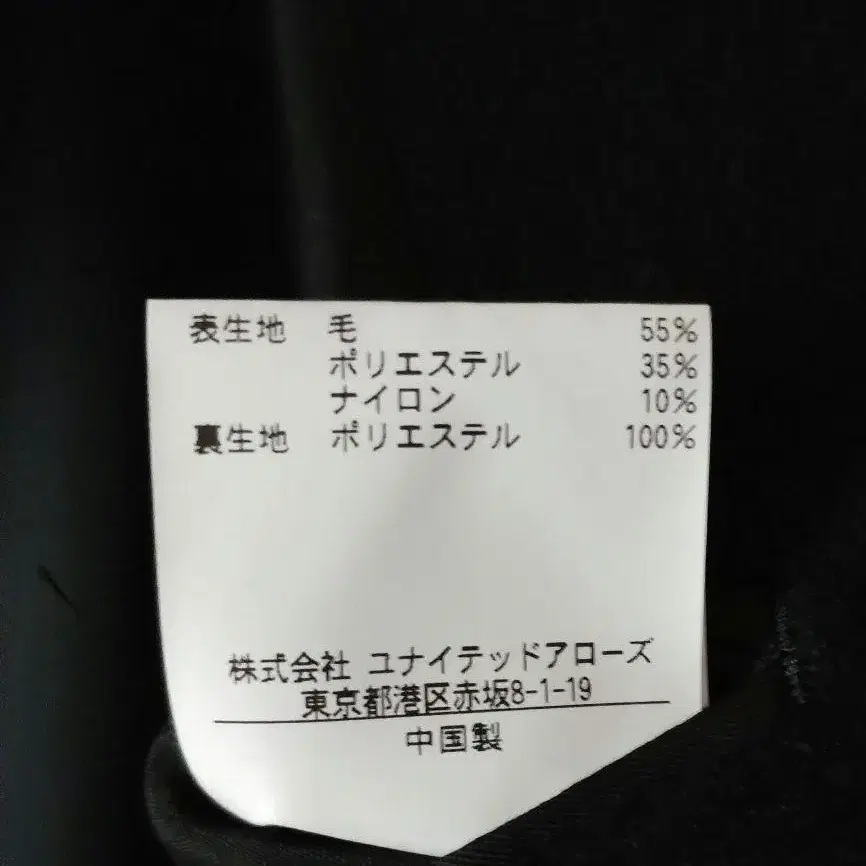 表生地 毛 55%
ポリエステル 35%
ナイロン 10%
裏生地 ポリエステル 100%
株式会社 ユナイテッドアローズ
東京都港区赤坂8-1-19
中国製